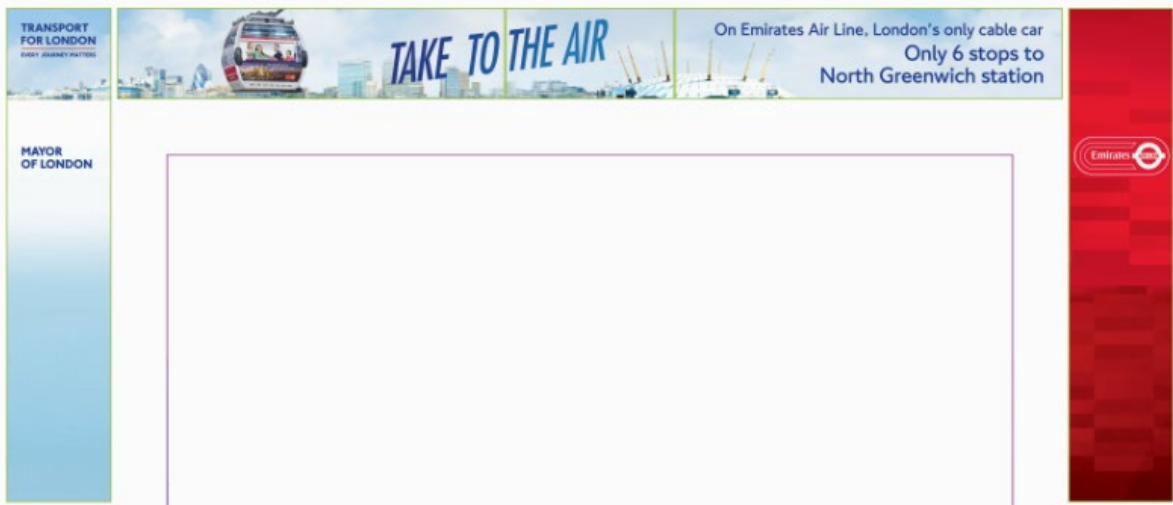 TRANSPORT
FOR LONDON
EVERY JOURNEY MATTERS
MAYOR
OF LONDON
TAKE TO THE AIR
On Emirates Air Line, London's only cable car
Only 6 stops to
North Greenwich station
Emirates